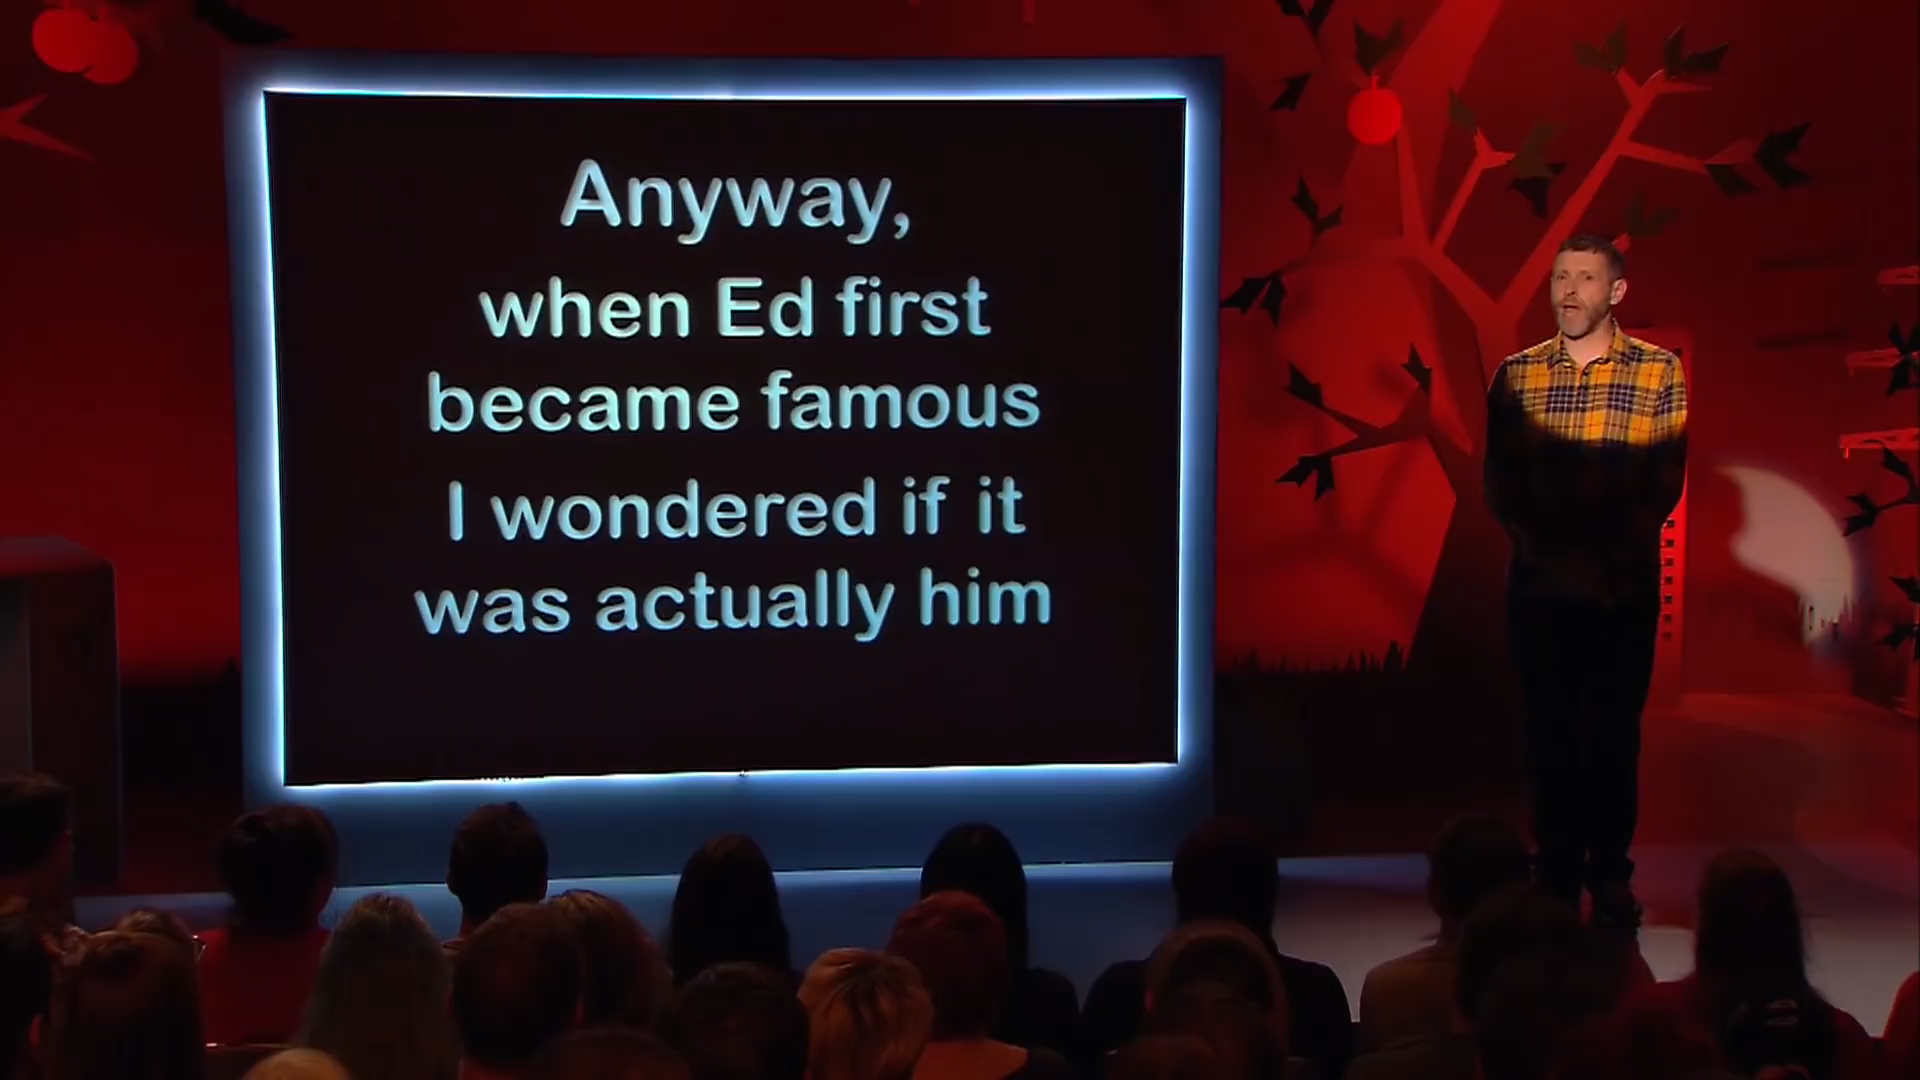 Anyway,
when Ed first
became famous
I wondered if it
was actually him